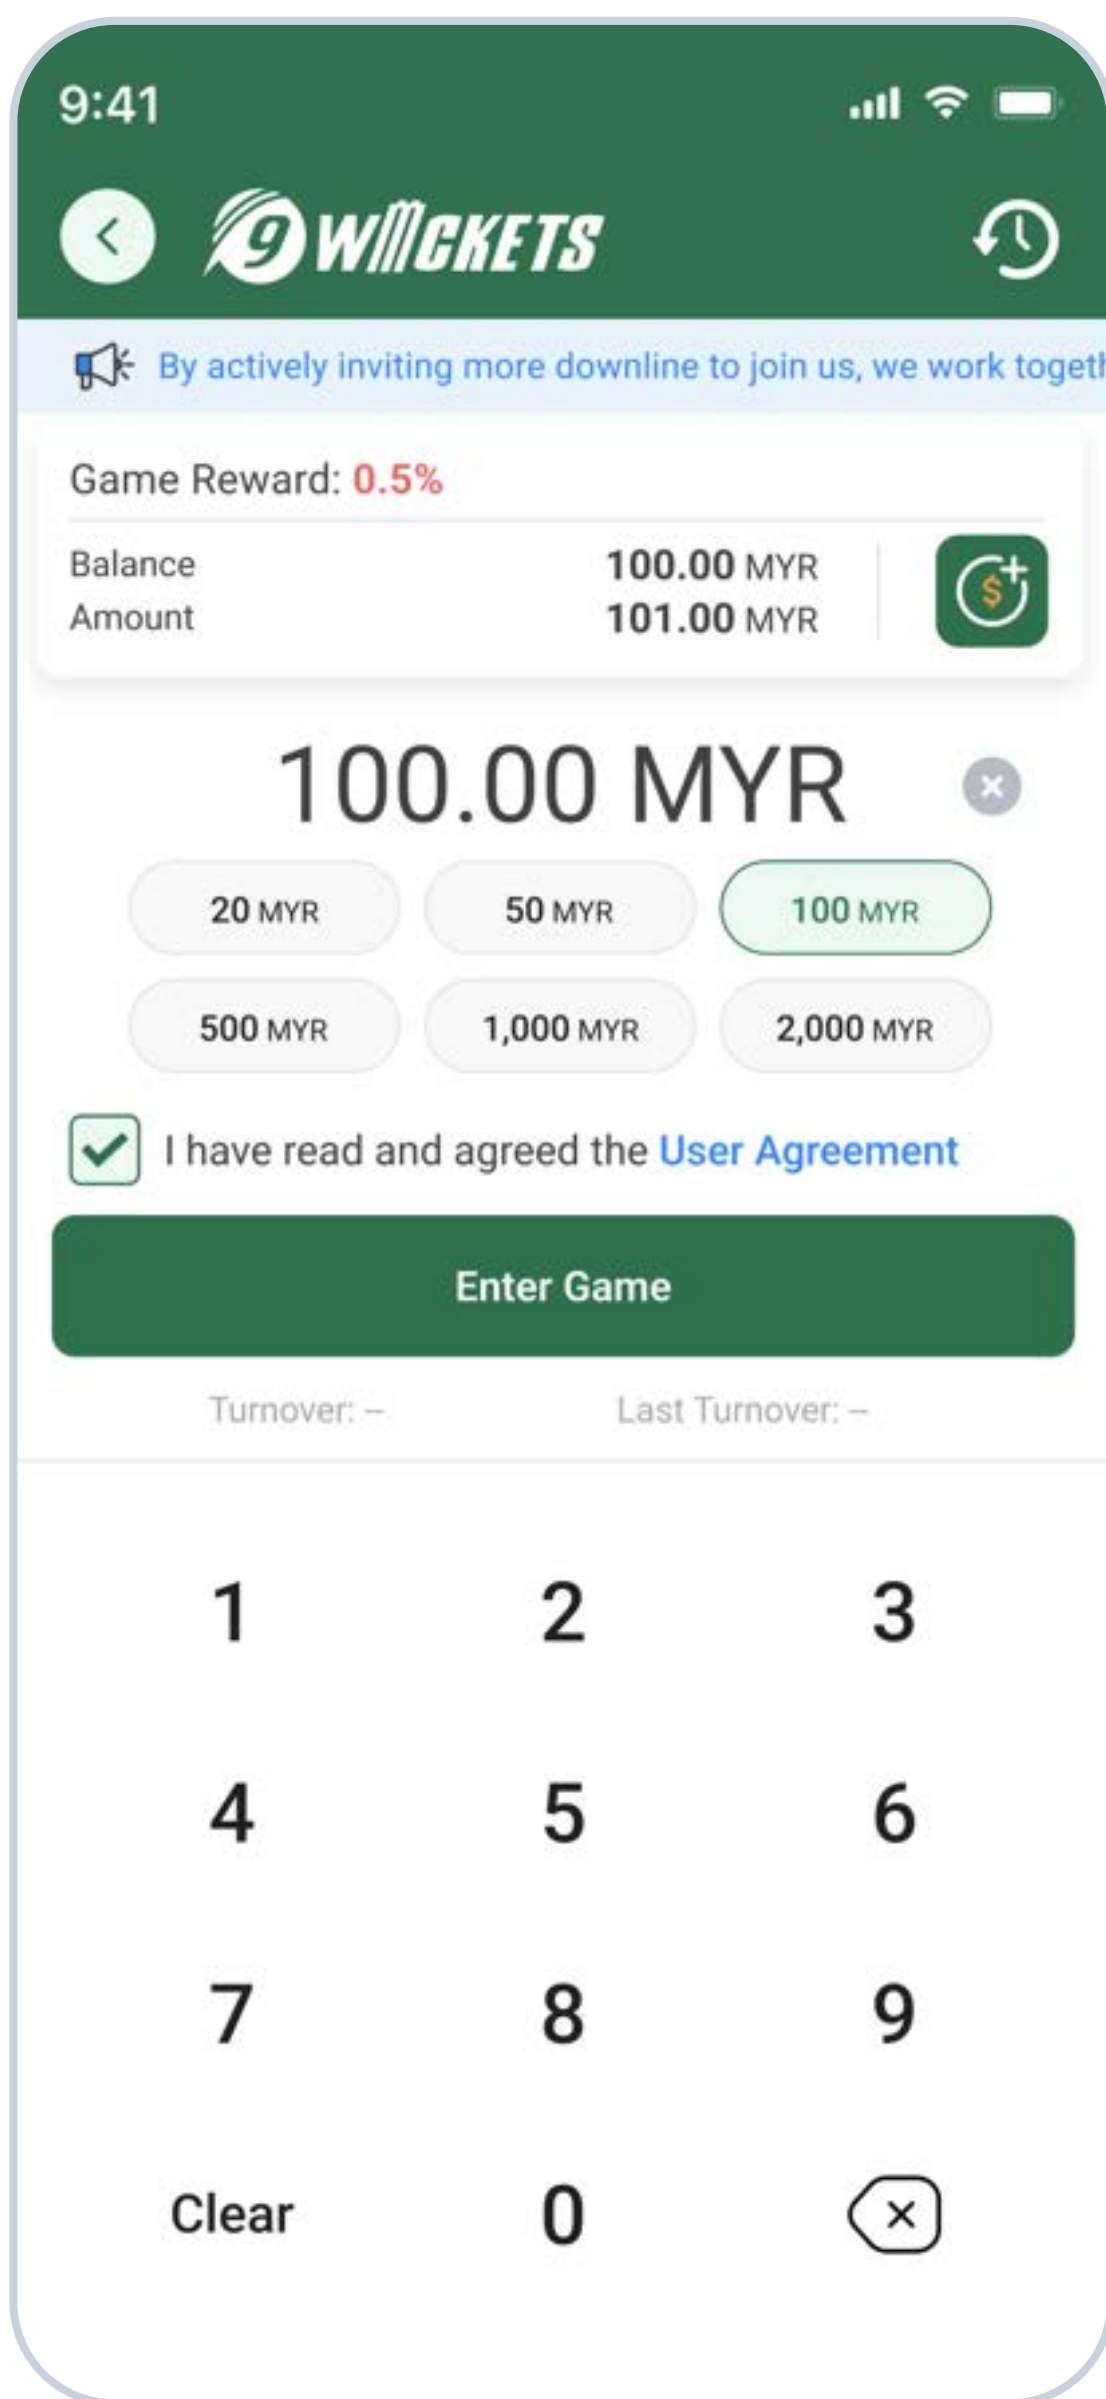 9:41
9 WICKETS
By actively inviting more downline to join us, we work
Game Reward: 0.5%
Balance 100.00 MYR
Amount 101.00 MYR
100.00 MYR
20 MYR 50 MYR 100 MYR
500 MYR 1,000 MYR 2,000 MYR
I have read and agreed the User Agreement
Enter Game
Turnover: -- Last Turnover: --
1 2 3
4 5 6
7 8 9
Clear 0